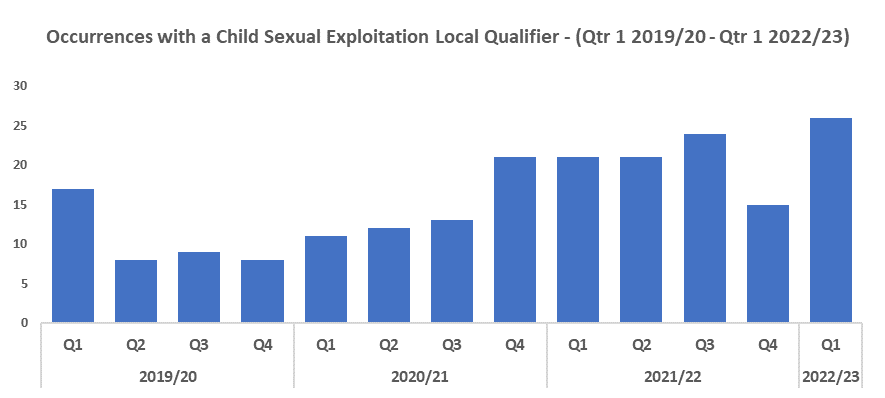 Occurrences with a Child Sexual Exploitation Local Qualifier - (Qtr 1 2019/20 - Qtr 1 2022/23)
30
25
20
15
10
5
0
Q1 Q2 Q3 Q4 Q1 Q2 Q3 Q4 Q1 Q2 Q3 Q4 Q1
2019/20 2020/21 2021/22 2022/23